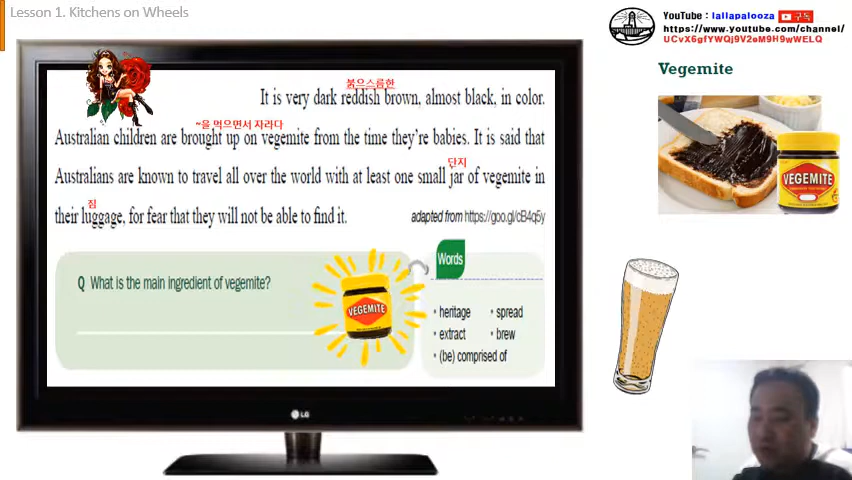 Lesson 1. Kitchens on Wheels
YouTube : lallapalooza 구독
https://www.youtube.com/channel/
UCvX6gfYWQj9V2eM9H9wWELQ
Vegemite
붉으스름한
It is very dark reddish brown, almost black, in color.
~을 먹으면서 자라다
Australian children are brought up on vegemite from the time they're babies. It is said that
단지
Australians are known to travel all over the world with at least one small jar of vegemite in
짐
their luggage, for fear that they will not be able to find it.
adapted from https://goo.gl/cB4q5y
Q What is the main ingredient of vegemite?
VEGEMITE
Words
• heritage • spread
• extract • brew
• (be) comprised of
VEGEMITE
LG